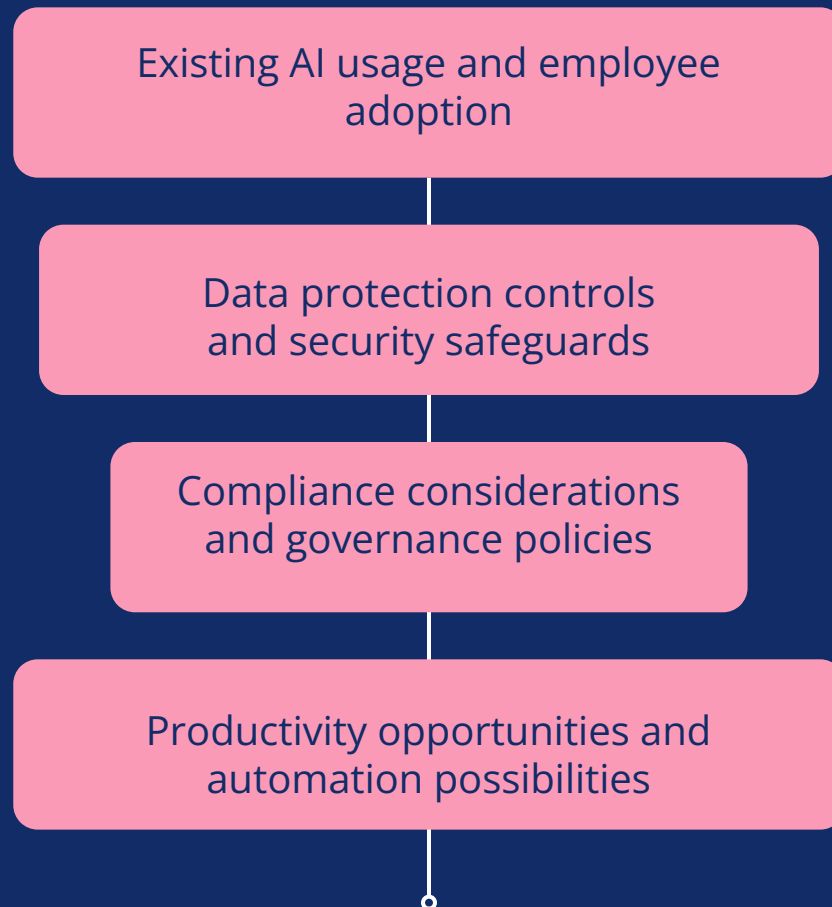 Existing AI usage and employee
adoption
Data protection controls
and security safeguards
Compliance considerations
and governance policies
Productivity opportunities and
automation possibilities